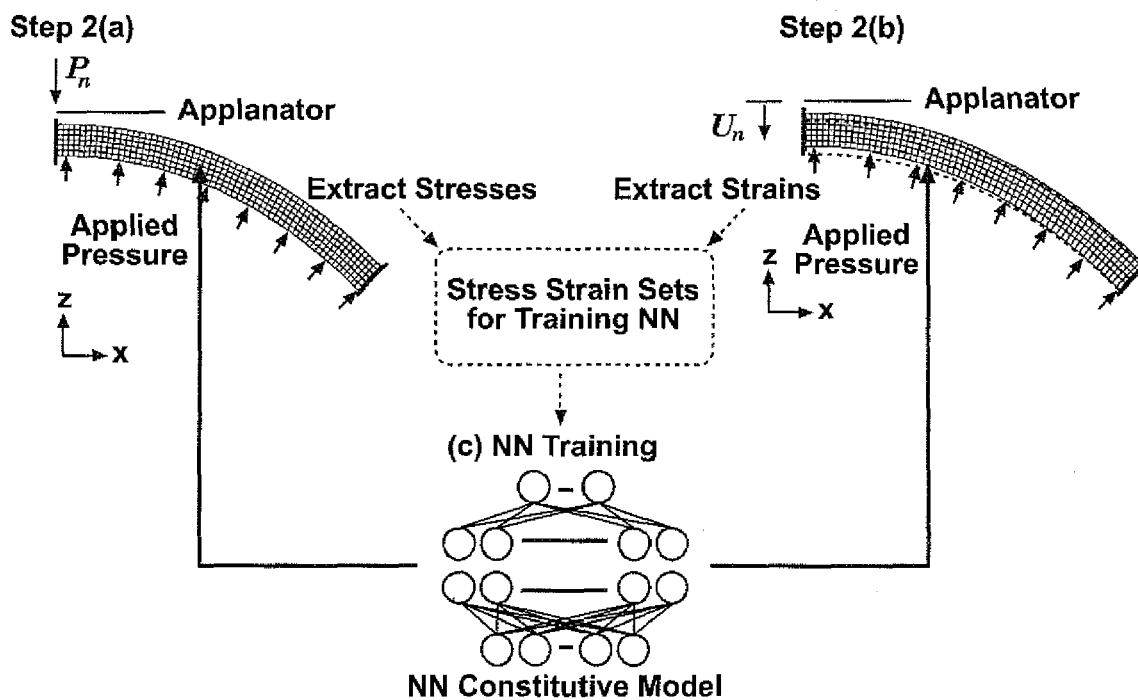 Step 2(a)
P_n
Applanator
Applied
Pressure
z
x
Extract Stresses
Step 2(b)
U_n
Applanator
Extract Strains
Applied
Pressure
z
x
Stress Strain Sets
for Training NN
(c) NN Training
NN Constitutive Model